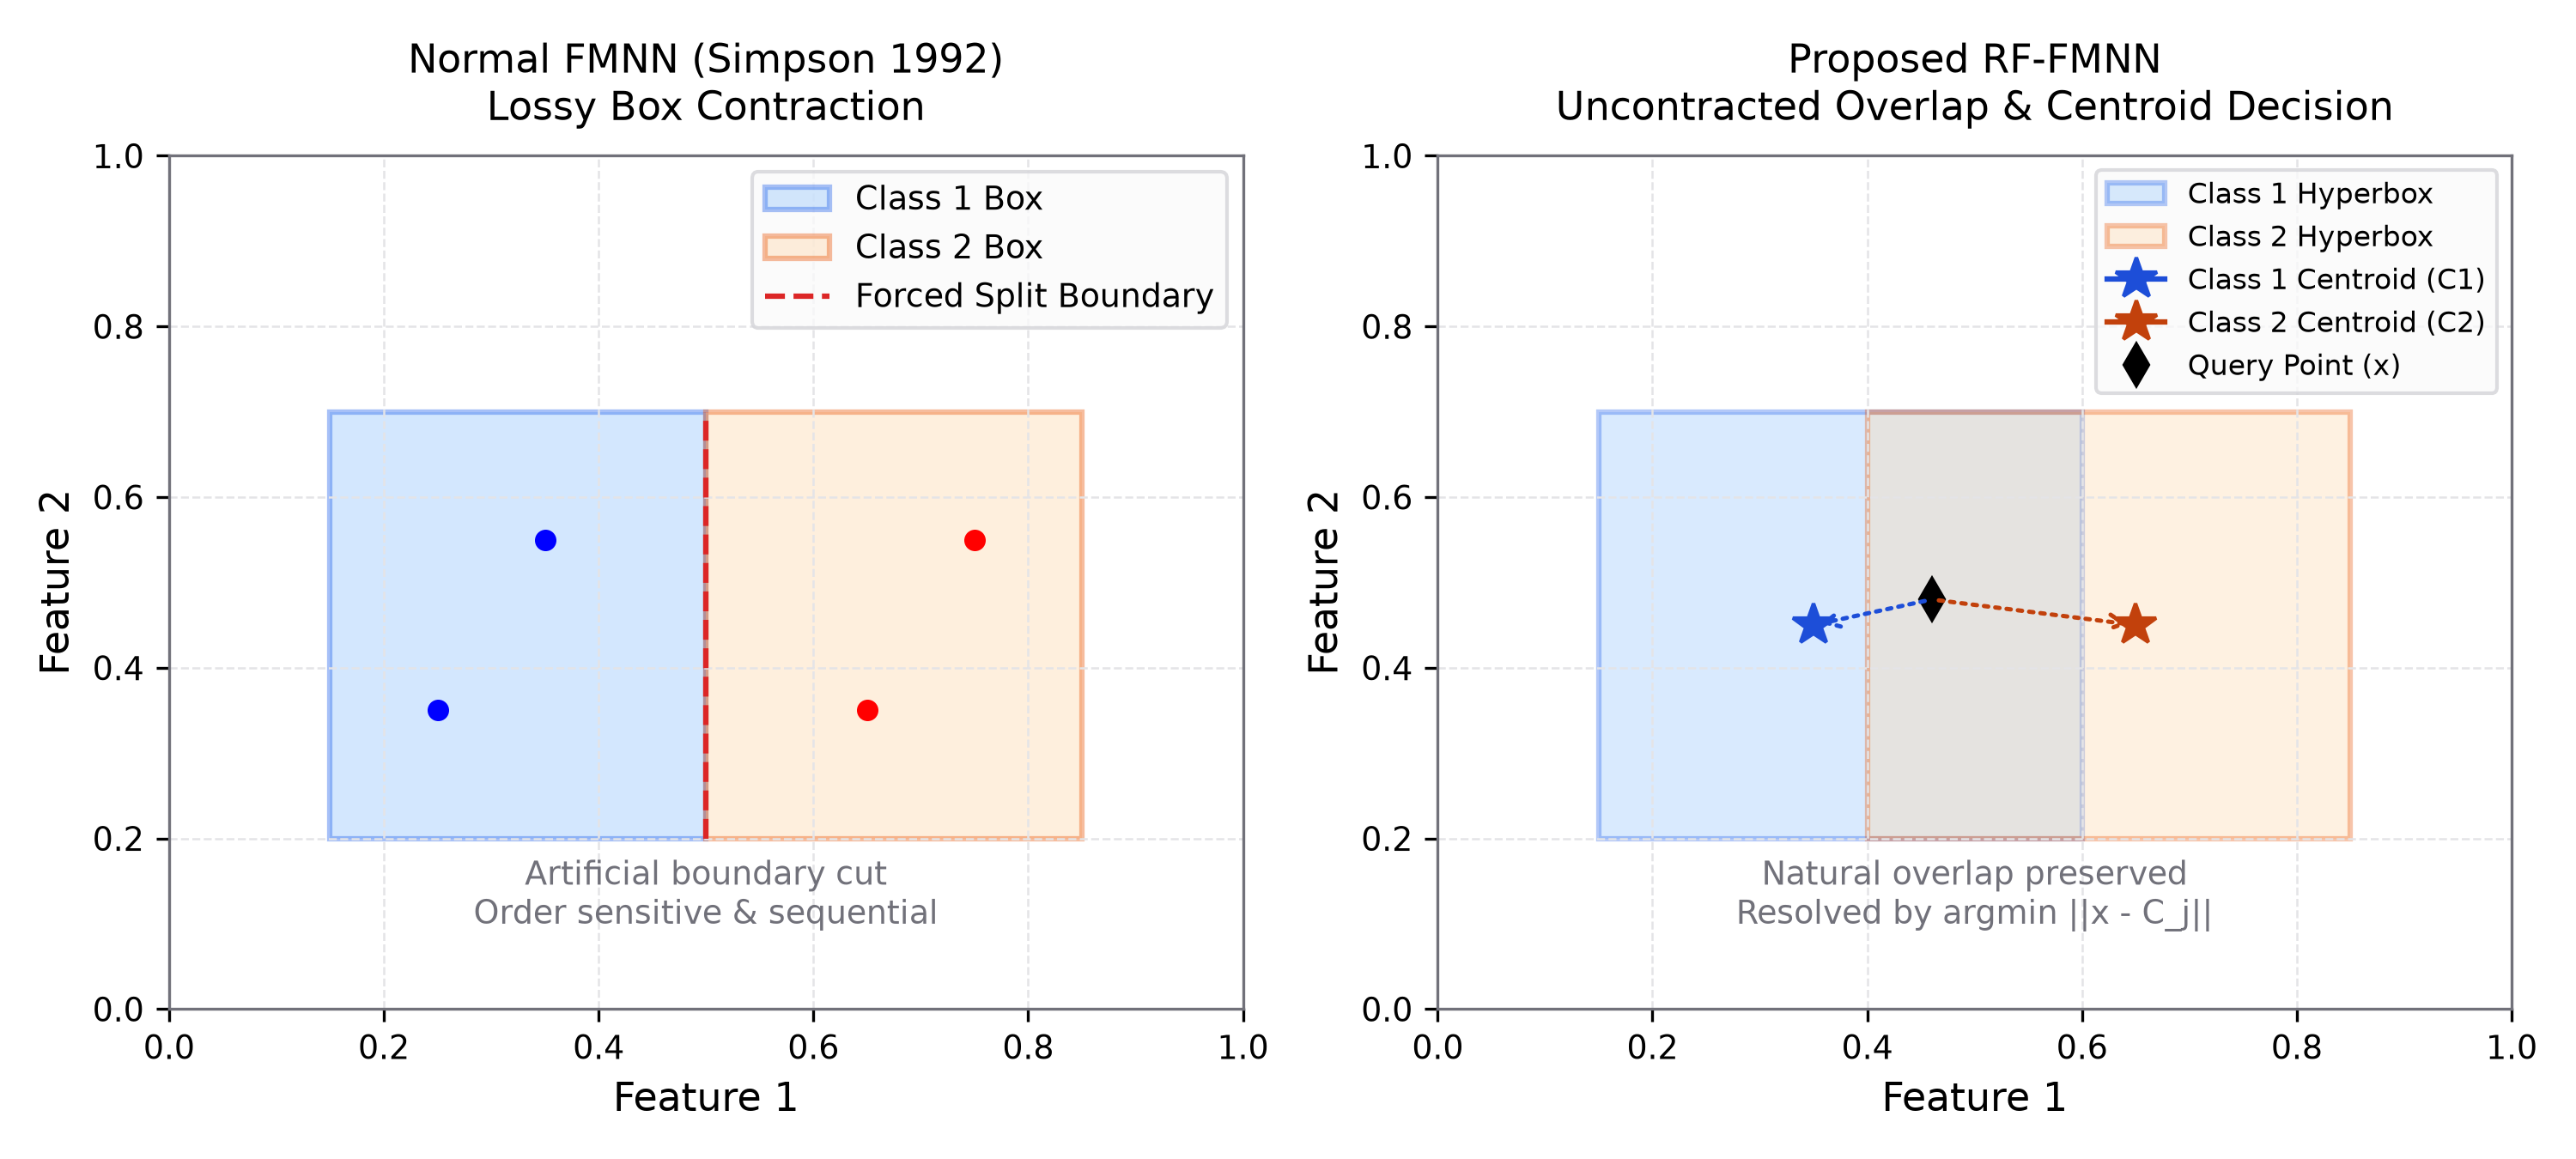 Normal FMNN (Simpson 1992)
Lossy Box Contraction
1.0
0.8
0.6
0.4
0.2
0.0
Feature 2
Class 1 Box
Class 2 Box
Forced Split Boundary
Artificial boundary cut
Order sensitive & sequential
0.0
0.2
0.4
0.6
0.8
1.0
Feature 1
Proposed RF-FMNN
Uncontracted Overlap & Centroid Decision
1.0
0.8
0.6
0.4
0.2
0.0
Feature 2
Class 1 Hyperbox
Class 2 Hyperbox
Class 1 Centroid (C1)
Class 2 Centroid (C2)
Query Point (x)
Natural overlap preserved
Resolved by argmin ||x - C_j||
0.0
0.2
0.4
0.6
0.8
1.0
Feature 1